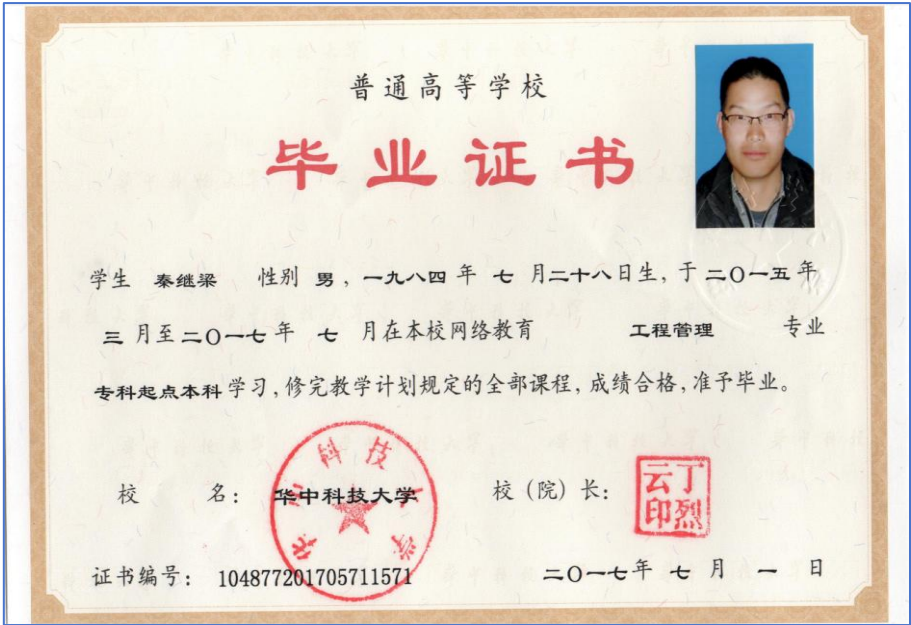 普通高等学校
毕业证书
学生 秦继梁 性别 男，一九八四 年 七 月二十八日生，于 二〇一五 年
三 月至二〇一七年 七 月在本校网络教育 工程管理 专业
专科起点本科 学习，修完教学计划规定的全部课程，成绩合格，准予毕业。
校 名： 华中科技大学 校（院）长： 丁烈云印
华中科技大学
证书编号： 104877201705711571 二〇一七年 七 月 一 日